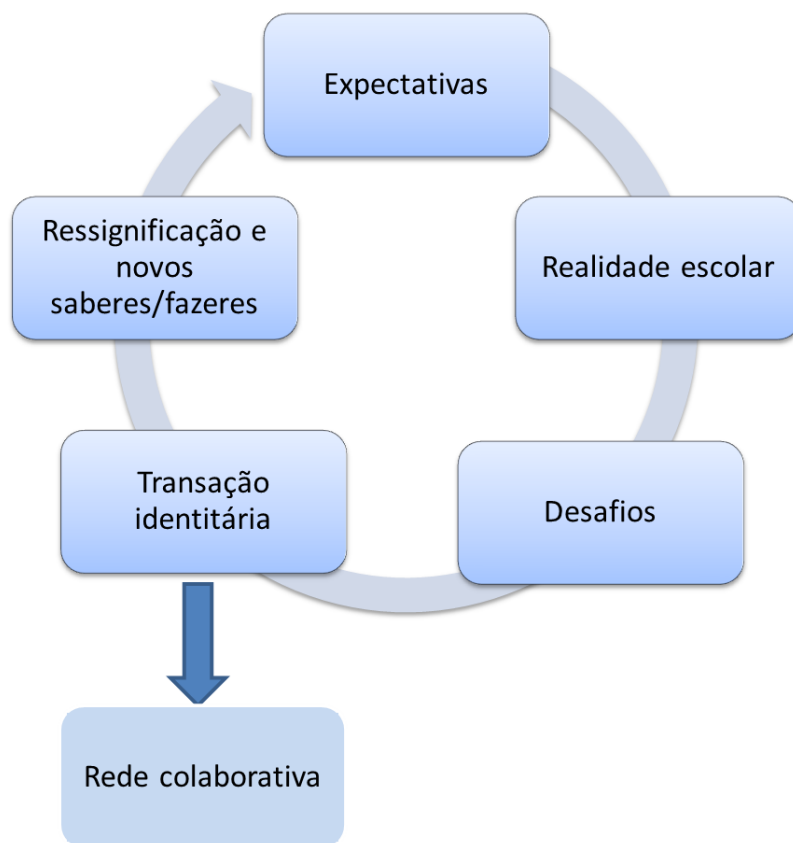 Expectativas
Realidade escolar
Desafios
Transação
identitária
Ressignificação e
novos
saberes/fazeres
Rede colaborativa